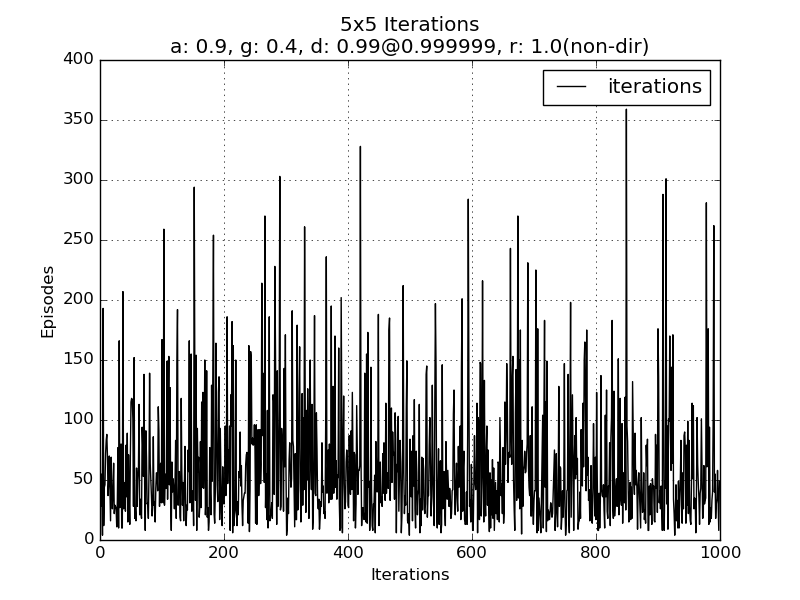 5x5 Iterations
a: 0.9, g: 0.4, d: 0.99@0.999999, r: 1.0(non-dir)
400
iterations
350
300
250
200
150
100
50
0
Episodes
0 200 400 600 800 1000
Iterations